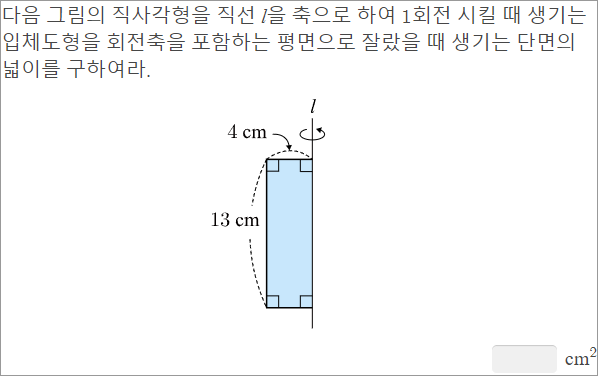 다음 그림의 직사각형을 직선 l을 축으로 하여 1회전 시킬 때 생기는
입체도형을 회전축을 포함하는 평면으로 잘랐을 때 생기는 단면의
넓이를 구하여라.
l
4 cm
13 cm
cm²